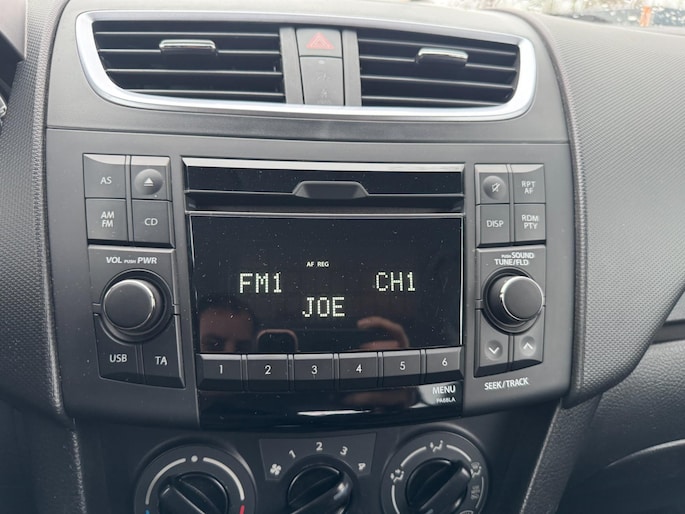 AS
AM
FM
CD
RPT
AF
DISP
RDM
PTY
VOL PUSH PWR
PUSH SOUND
TUNE/FLD
AF REG
FM1
CH1
JOE
USB
TA
1 2 3 4 5 6
MENU
SEEK/TRACK
1 2 3 4